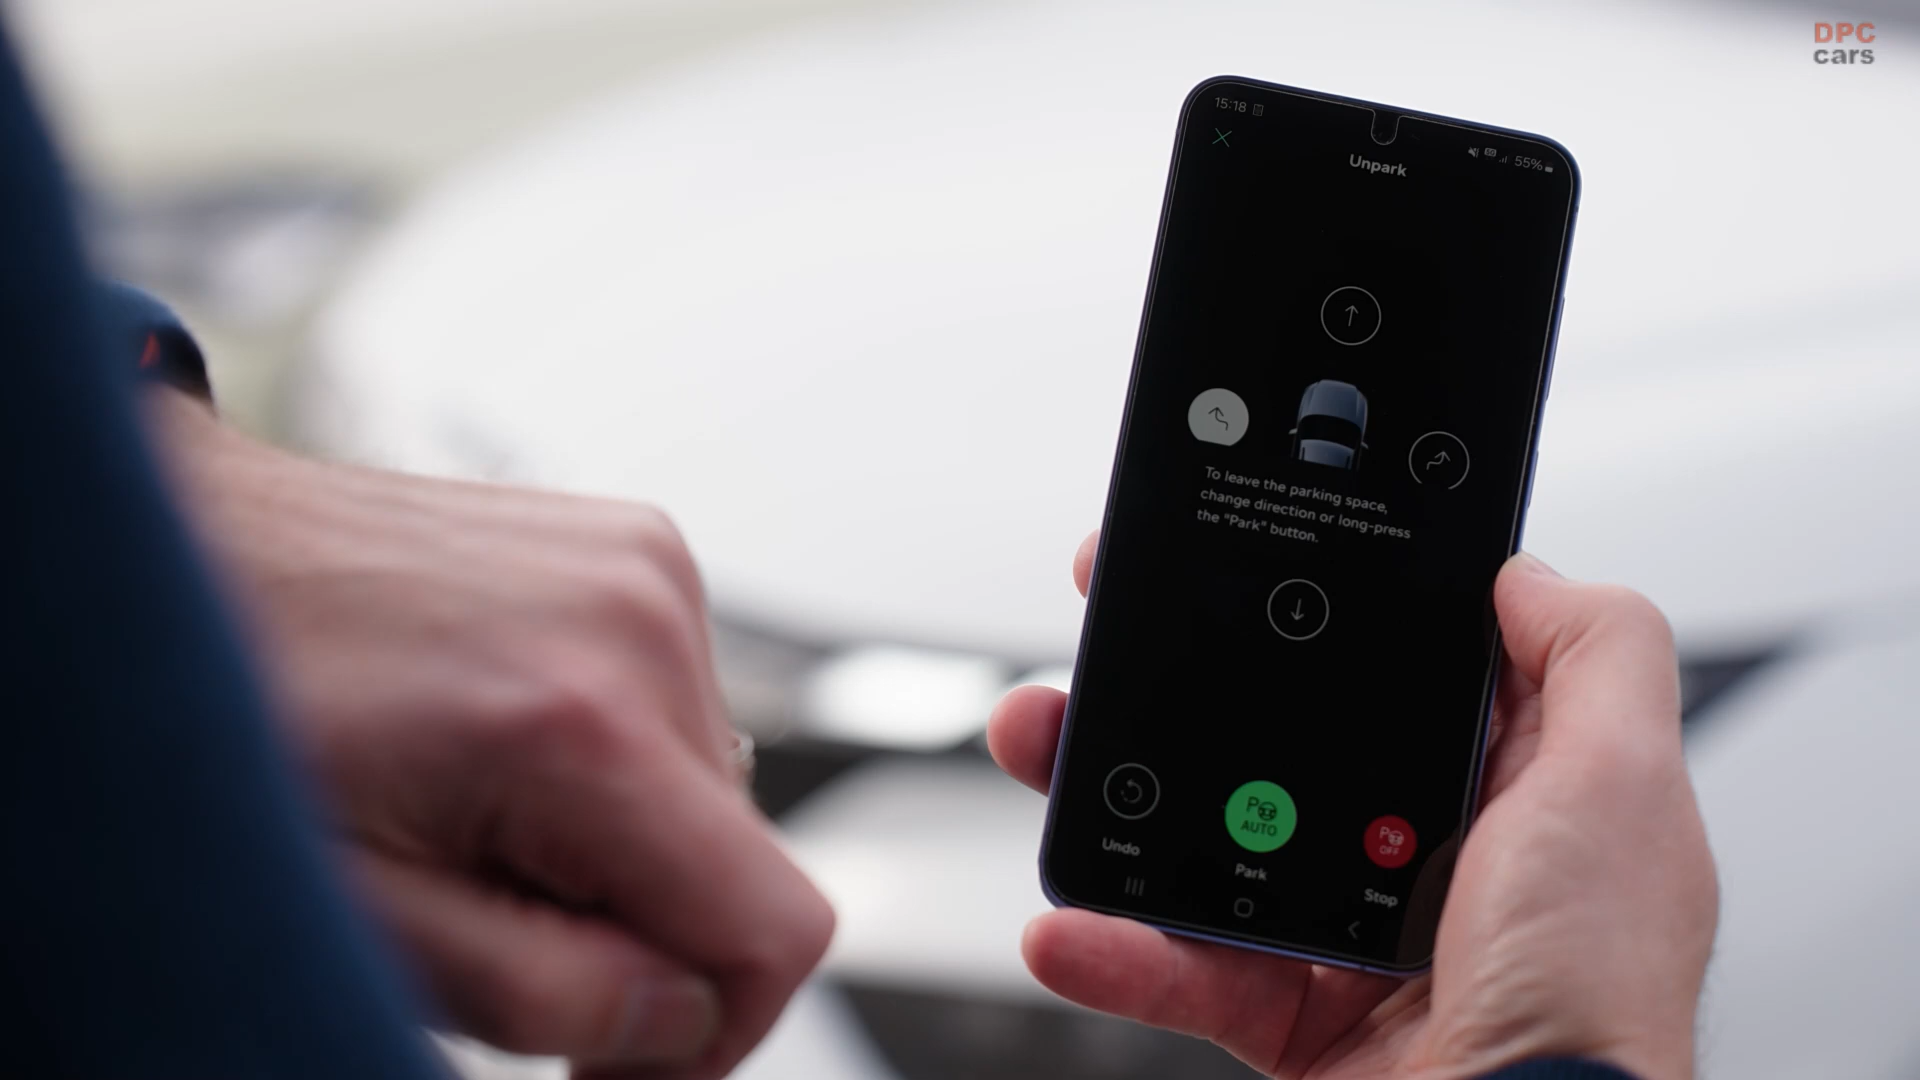 DPC
cars
15:18
55%
Unpark
To leave the parking space,
change direction or long-press
the "Park" button.
P
AUTO
P
OFF
Undo
Park
Stop